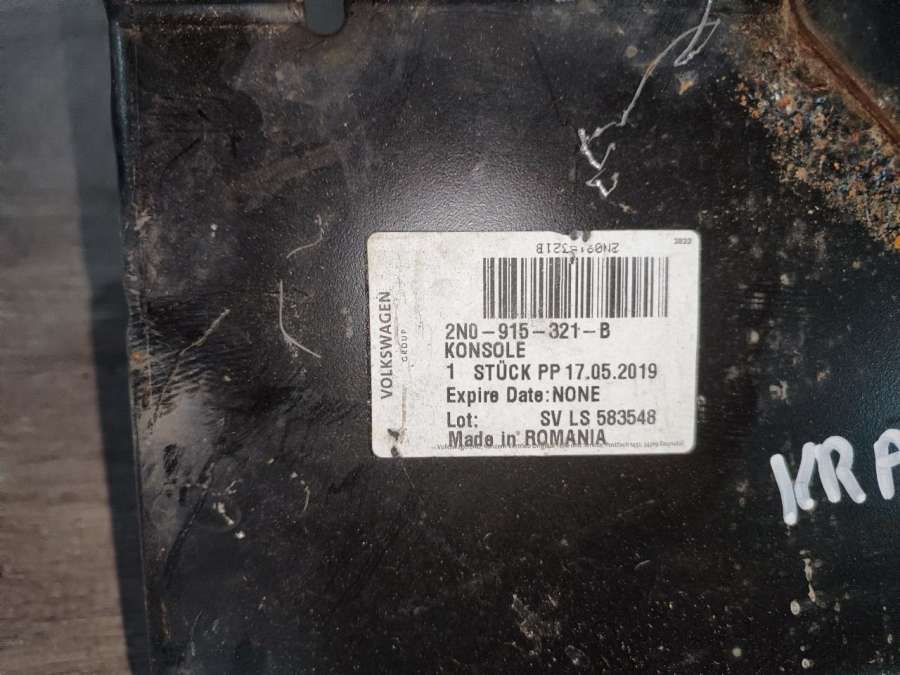 2N0915321B
3022
VOLKSWAGEN
GROUP
2N0-915-321-B
KONSOLE
1 STÜCK PP 17.05.2019
Expire Date:NONE
Lot: SV LS 583548
Made in ROMANIA
KRA